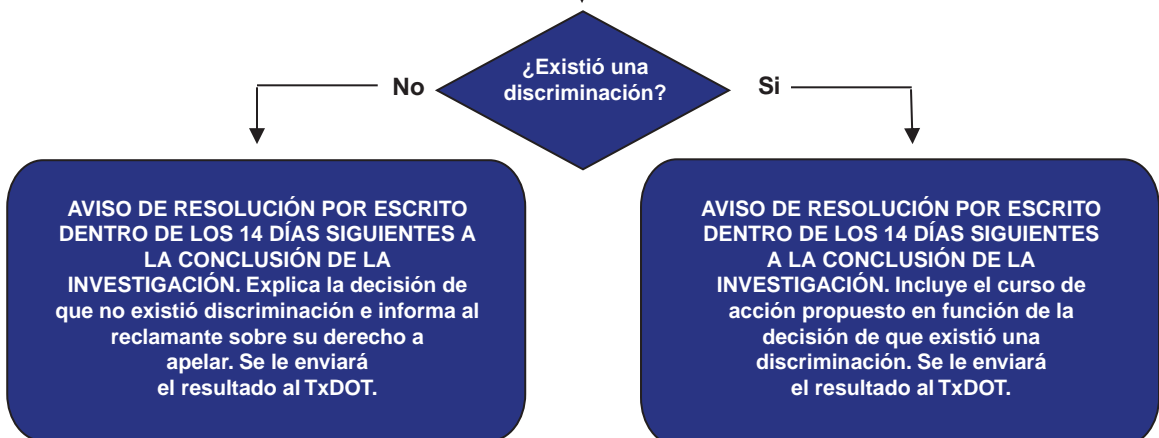 ¿Existió una
discriminación?
No
Si
AVISO DE RESOLUCIÓN POR ESCRITO
DENTRO DE LOS 14 DÍAS SIGUIENTES A
LA CONCLUSIÓN DE LA
INVESTIGACIÓN. Explica la decisión de
que no existió discriminación e informa al
reclamante sobre su derecho a
apelar. Se le enviará
el resultado al TxDOT.
AVISO DE RESOLUCIÓN POR ESCRITO
DENTRO DE LOS 14 DÍAS SIGUIENTES
A LA CONCLUSIÓN DE LA
INVESTIGACIÓN. Incluye el curso de
acción propuesto en función de la
decisión de que existió una
discriminación. Se le enviará
el resultado al TxDOT.